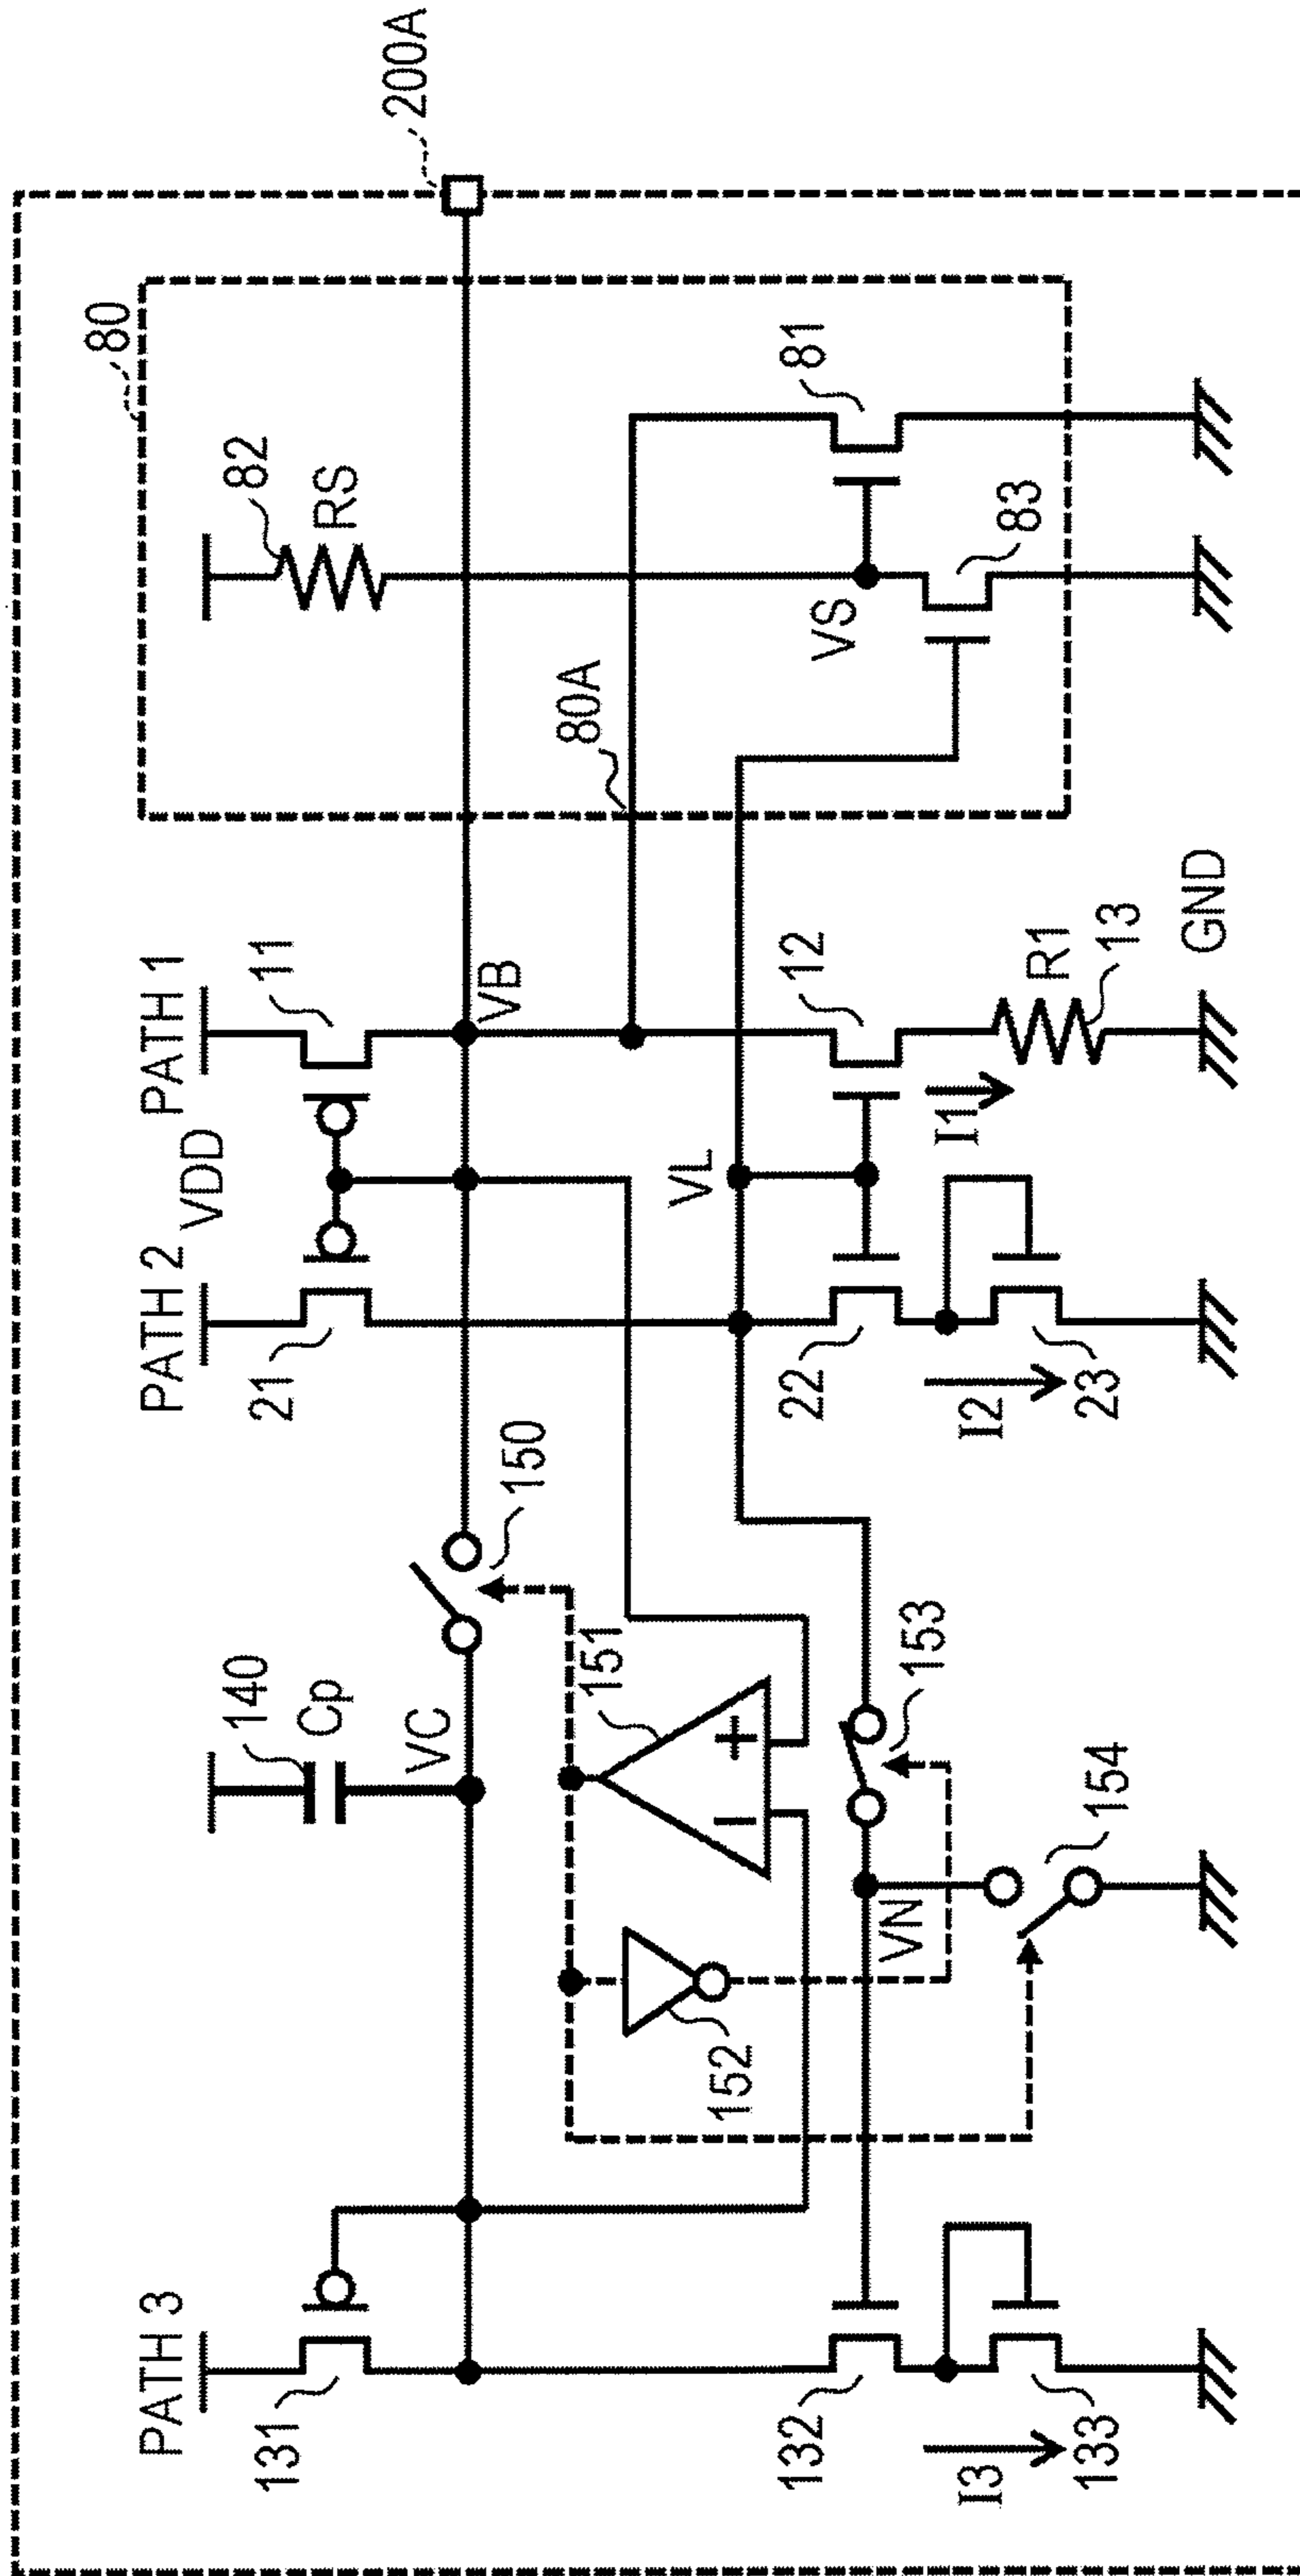 PATH 3
PATH 2
VDD
PATH 1
80
200A
131
140
Cp
VC
21
11
82
RS
150
VB
151
80A
152
−
+
VL
VS
81
VN
153
83
132
154
22
12
I3
133
I2
23
I1
R1
13
GND